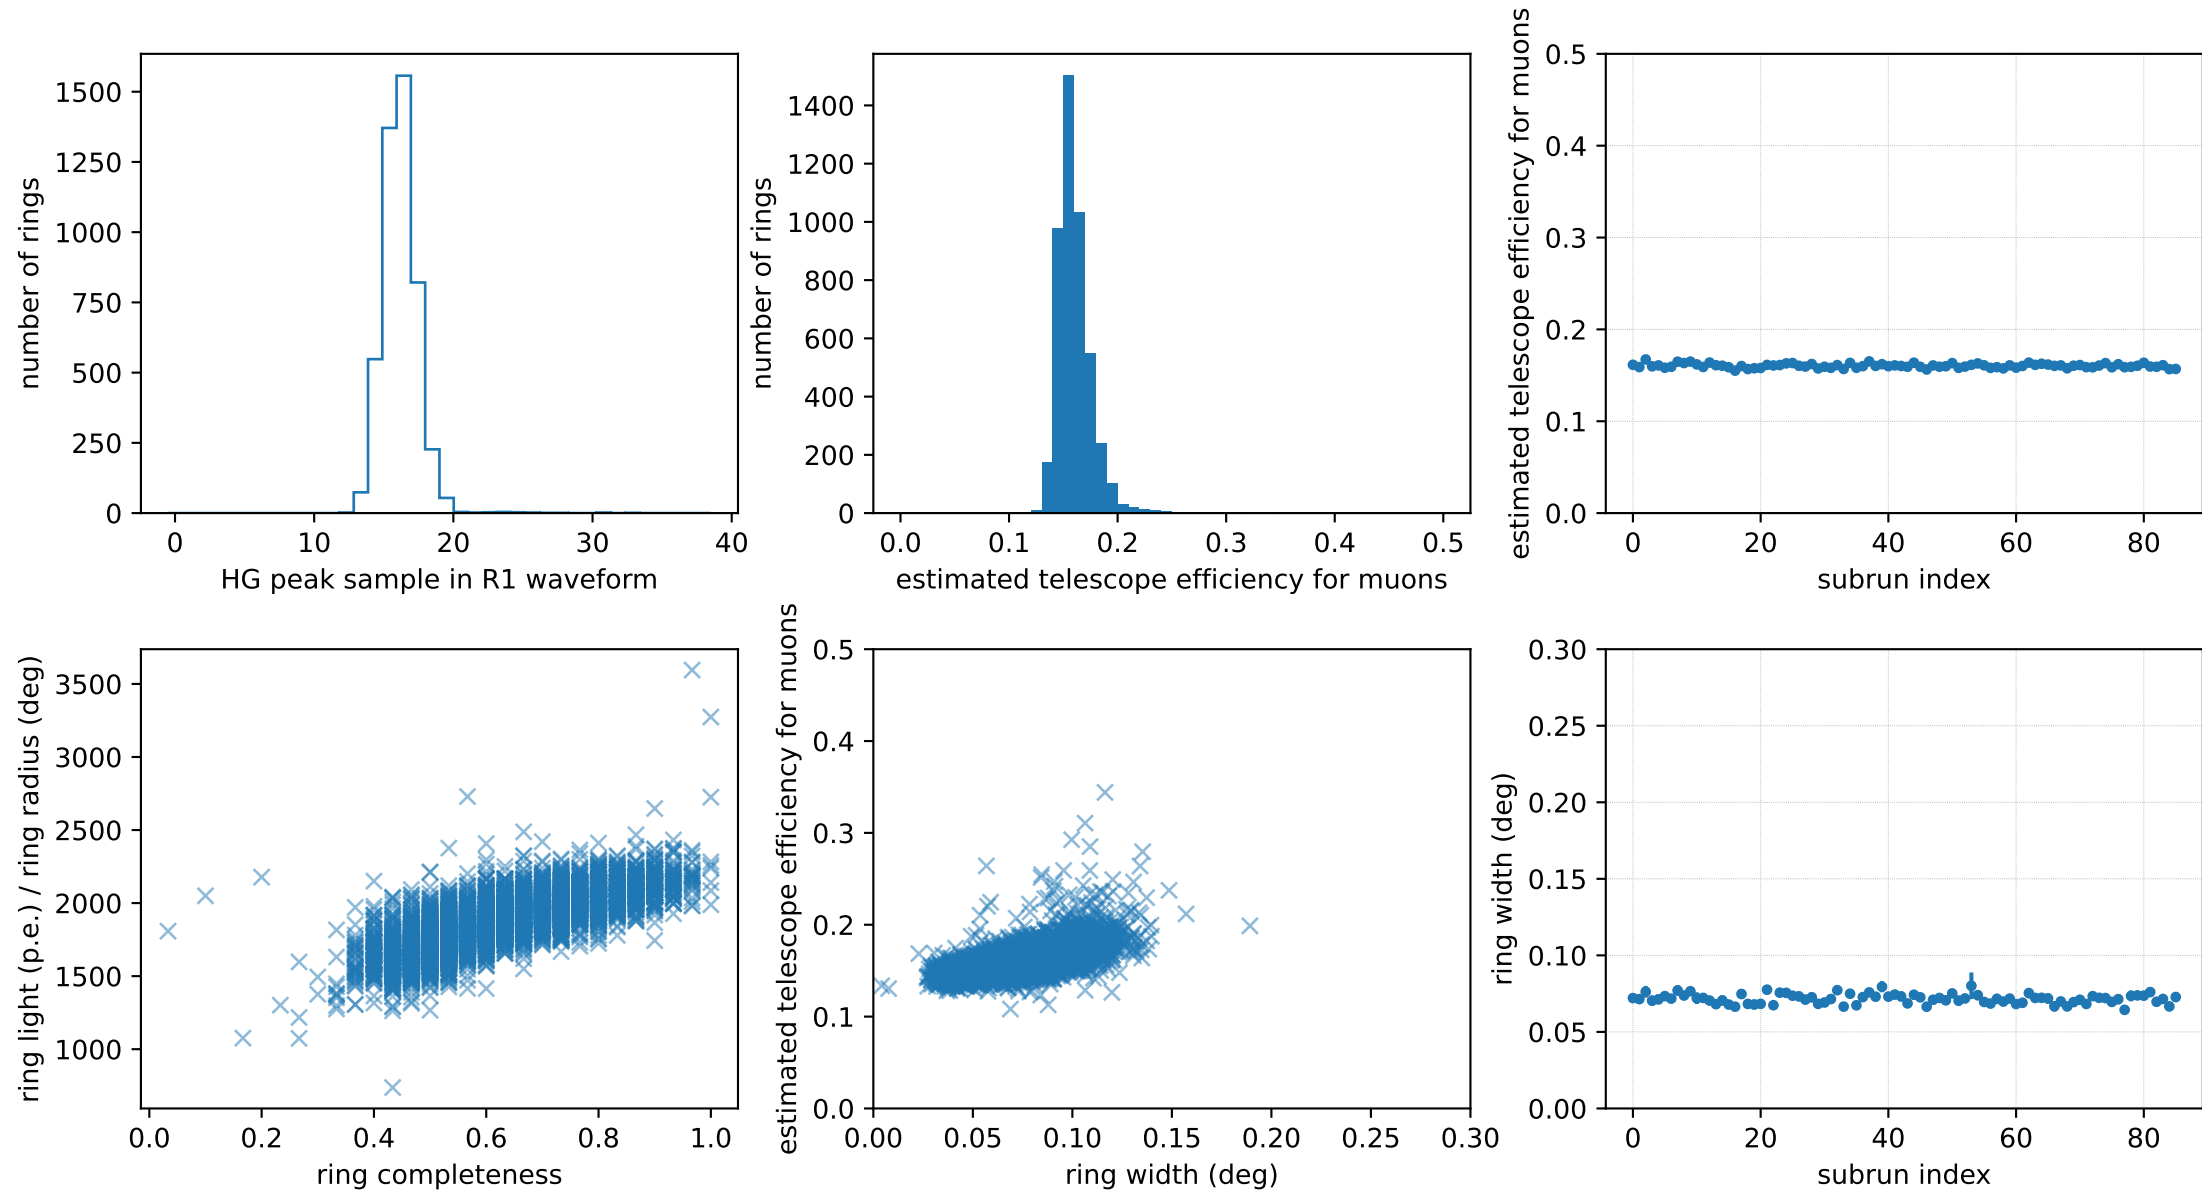 number of rings
1500
1250
1000
750
500
250
0
0 10 20 30 40
HG peak sample in R1 waveform
number of rings
1400
1200
1000
800
600
400
200
0
0.0 0.1 0.2 0.3 0.4 0.5
estimated telescope efficiency for muons
estimated telescope efficiency for muons
0.5
0.4
0.3
0.2
0.1
0.0
0 20 40 60 80
subrun index
ring light (p.e.) / ring radius (deg)
3500
3000
2500
2000
1500
1000
0.0 0.2 0.4 0.6 0.8 1.0
ring completeness
estimated telescope efficiency for muons
0.5
0.4
0.3
0.2
0.1
0.0
0.00 0.05 0.10 0.15 0.20 0.25 0.30
ring width (deg)
ring width (deg)
0.30
0.25
0.20
0.15
0.10
0.05
0.00
0 20 40 60 80
subrun index